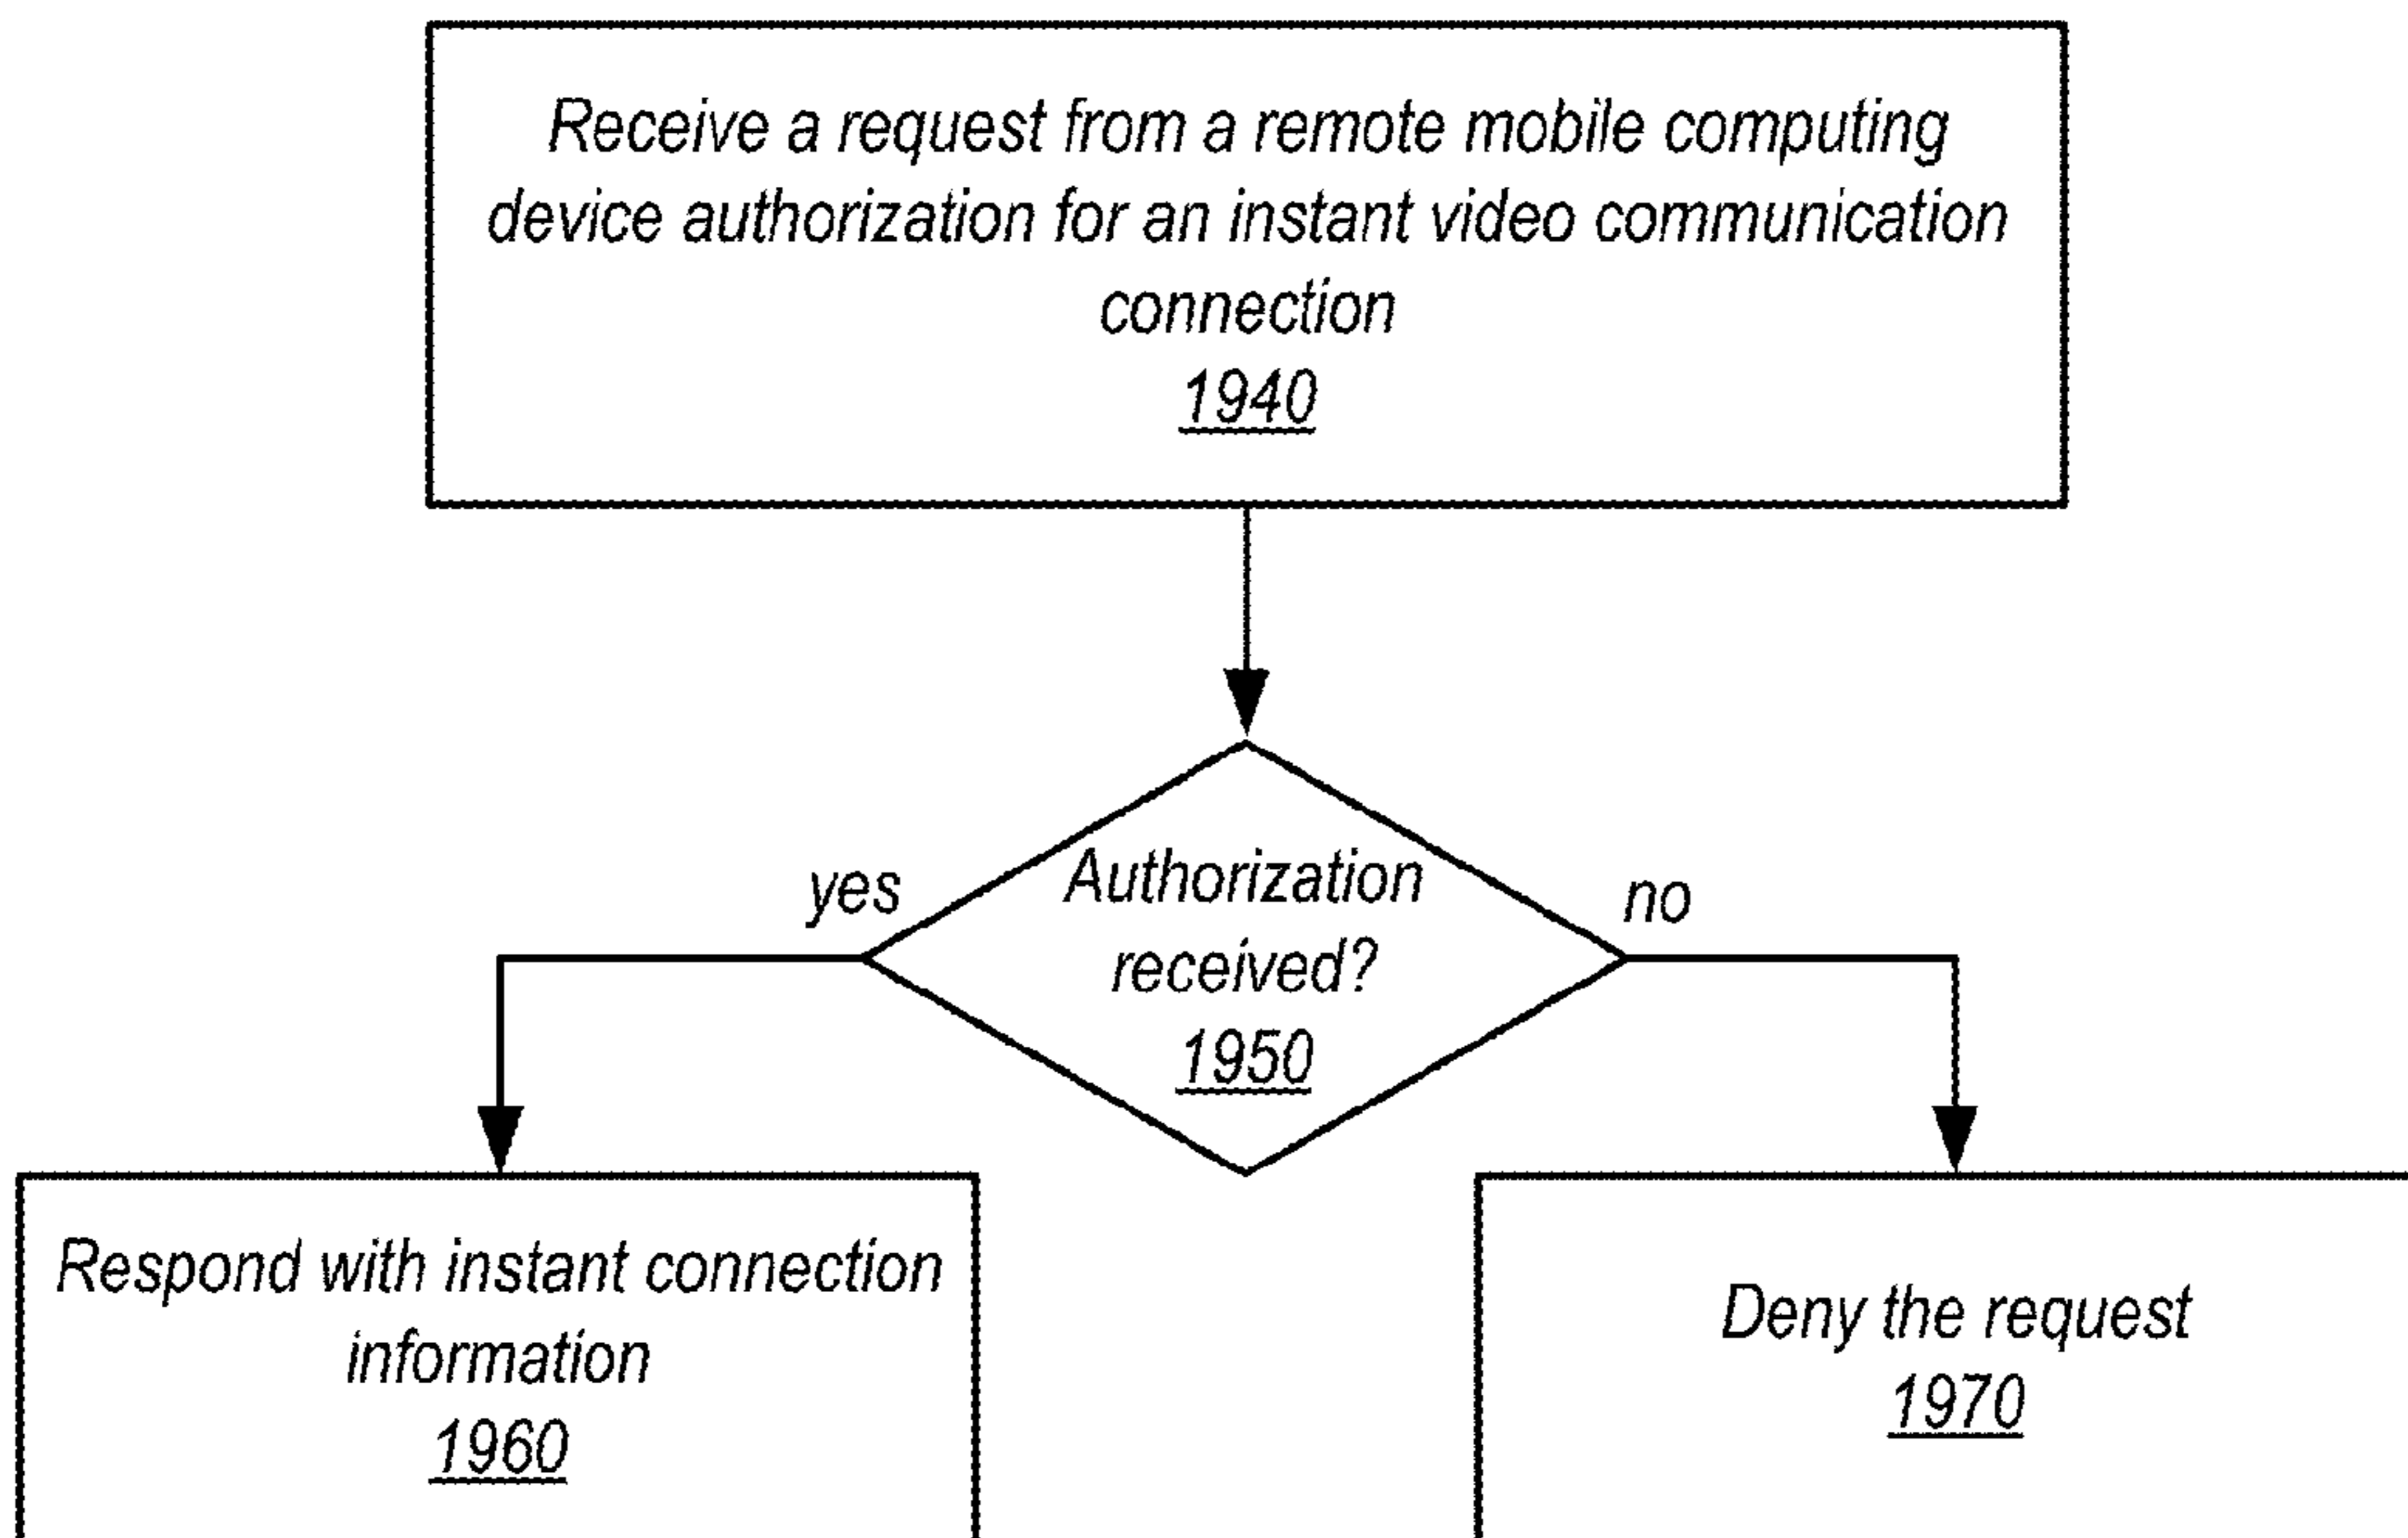 Receive a request from a remote mobile computing
device authorization for an instant video communication
connection
1940
Authorization
received?
1950
yes
no
Respond with instant connection
information
1960
Deny the request
1970